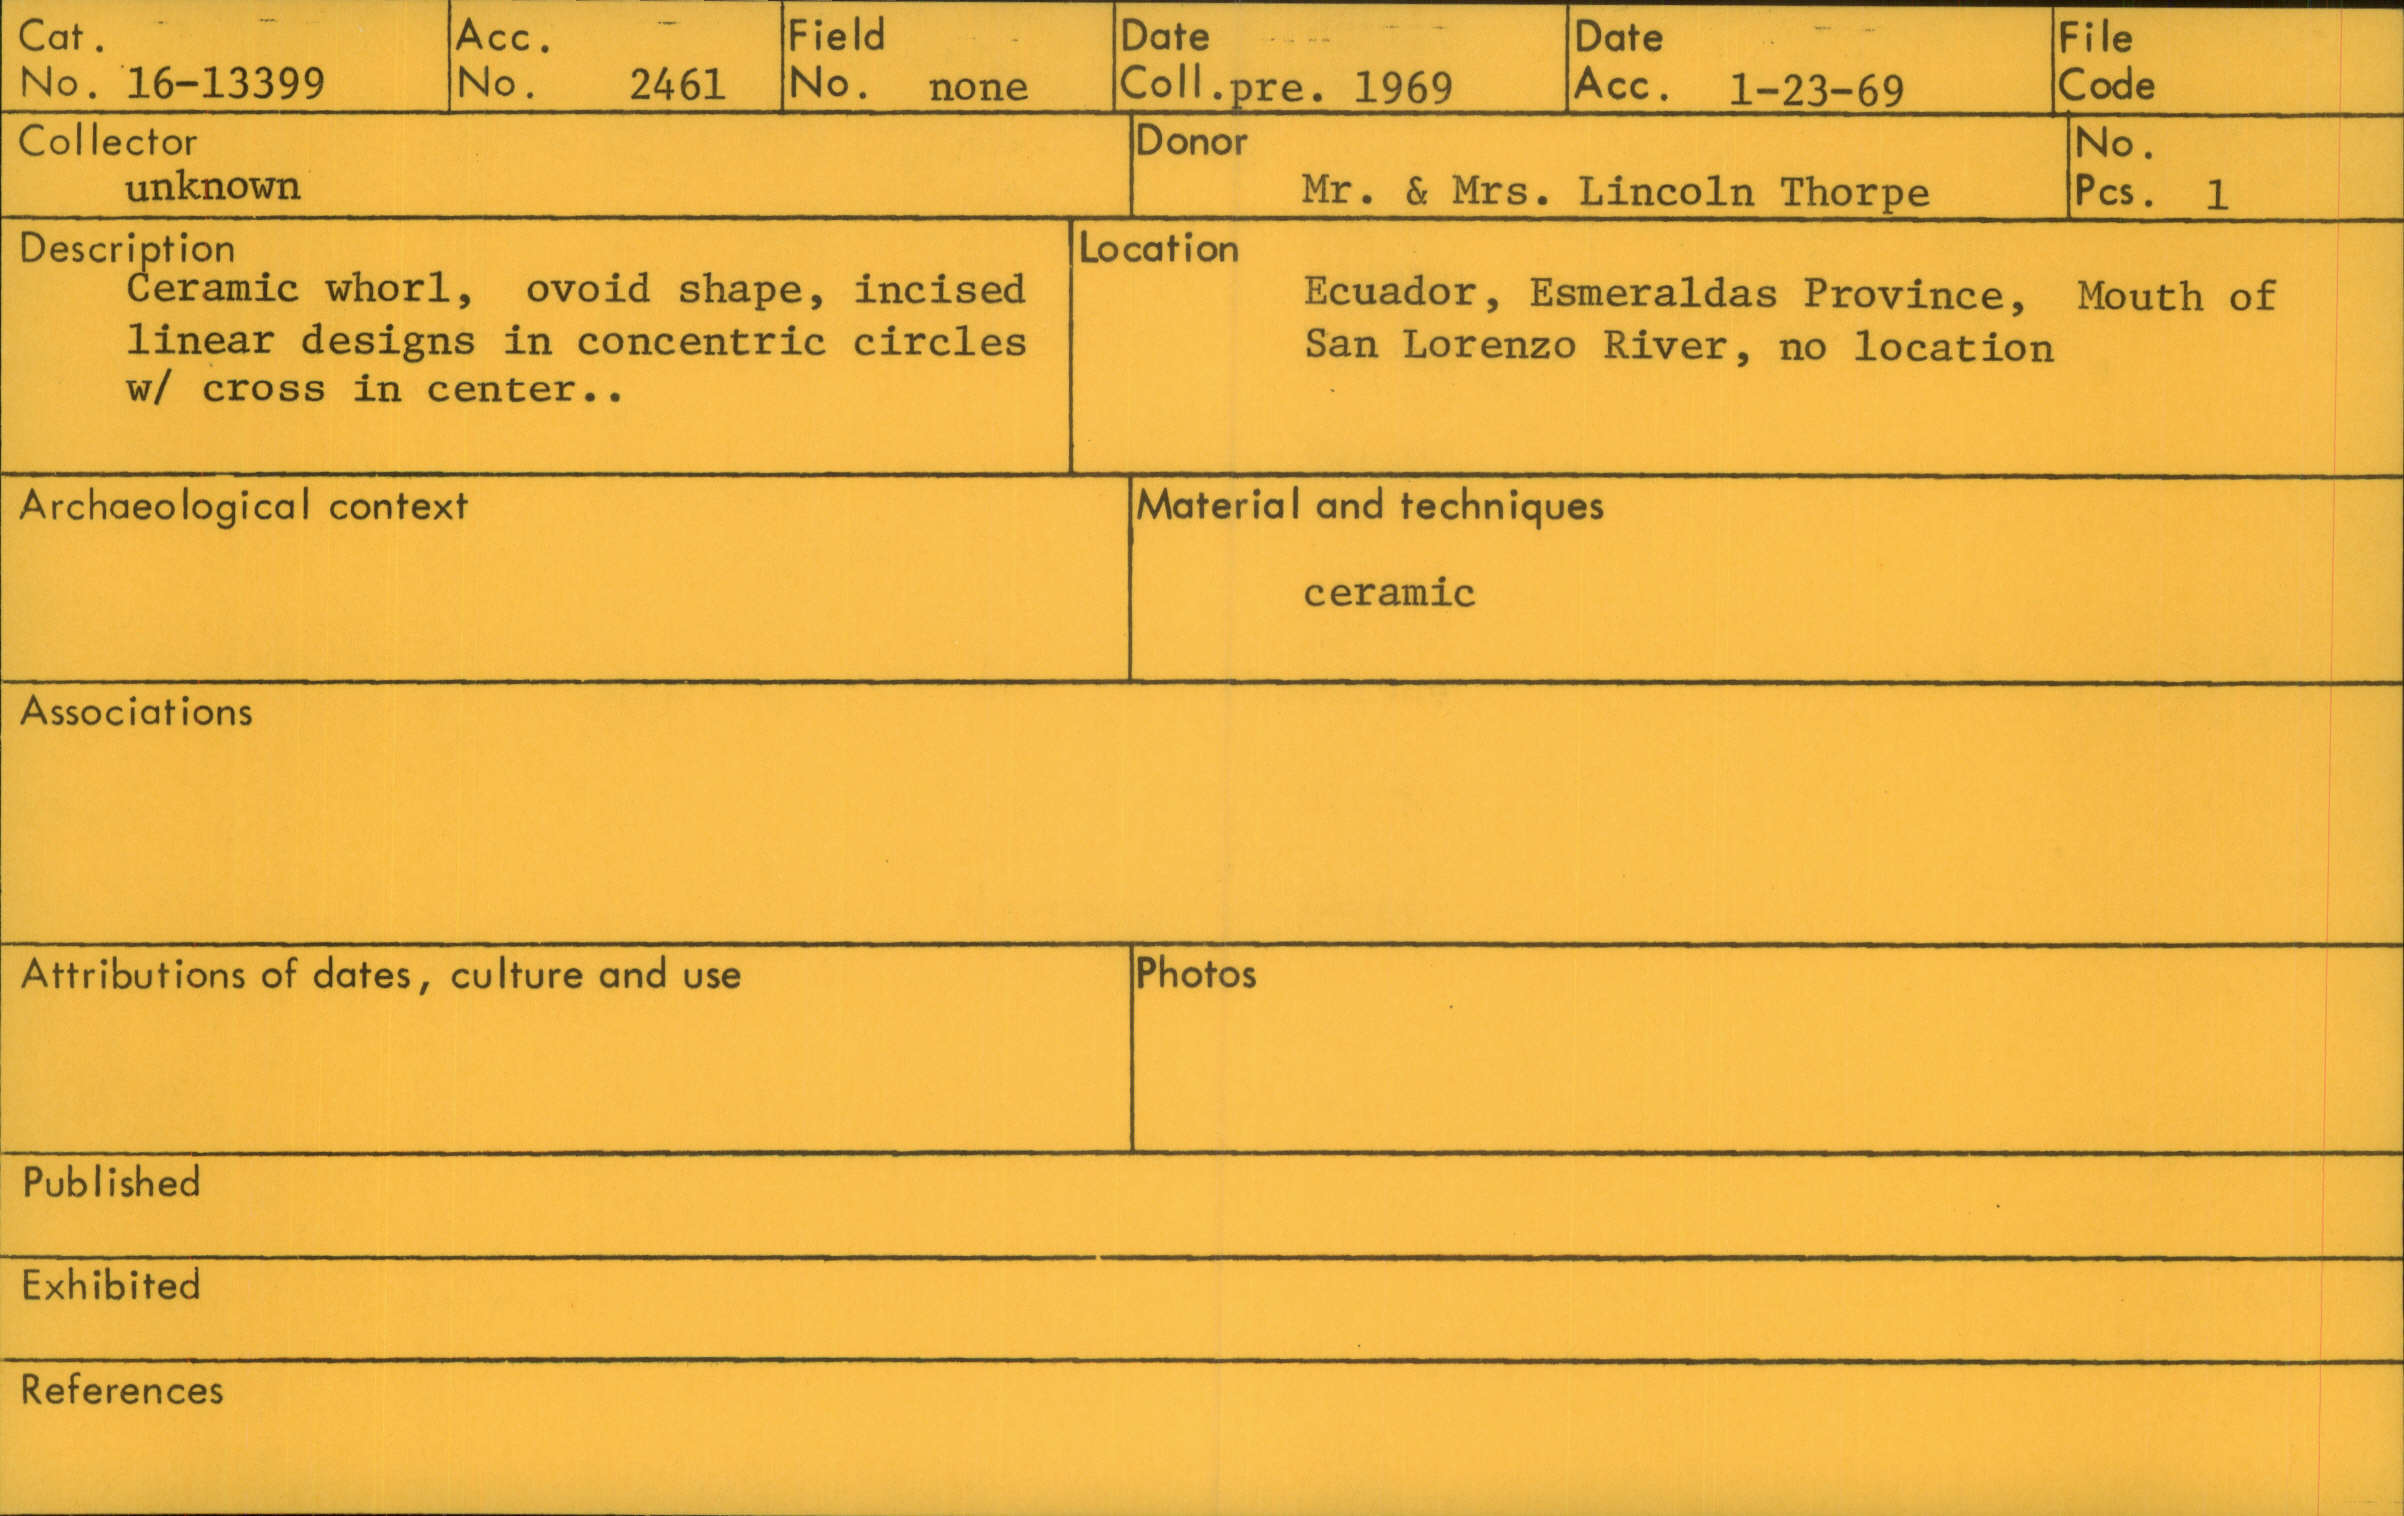 Cat. No. 16-13399
Acc. No. 2461
Field No. none
Date Coll. pre. 1969
Date Acc. 1-23-69
File Code
Collector
unknown
Donor
Mr. & Mrs. Lincoln Thorpe
No. Pcs. 1
Description
Ceramic whorl, ovoid shape, incised
linear designs in concentric circles
w/ cross in center..
Location
Ecuador, Esmeraldas Province, Mouth of
San Lorenzo River, no location
Archaeological context
Material and techniques
ceramic
Associations
Attributions of dates, culture and use
Photos
Published
Exhibited
References